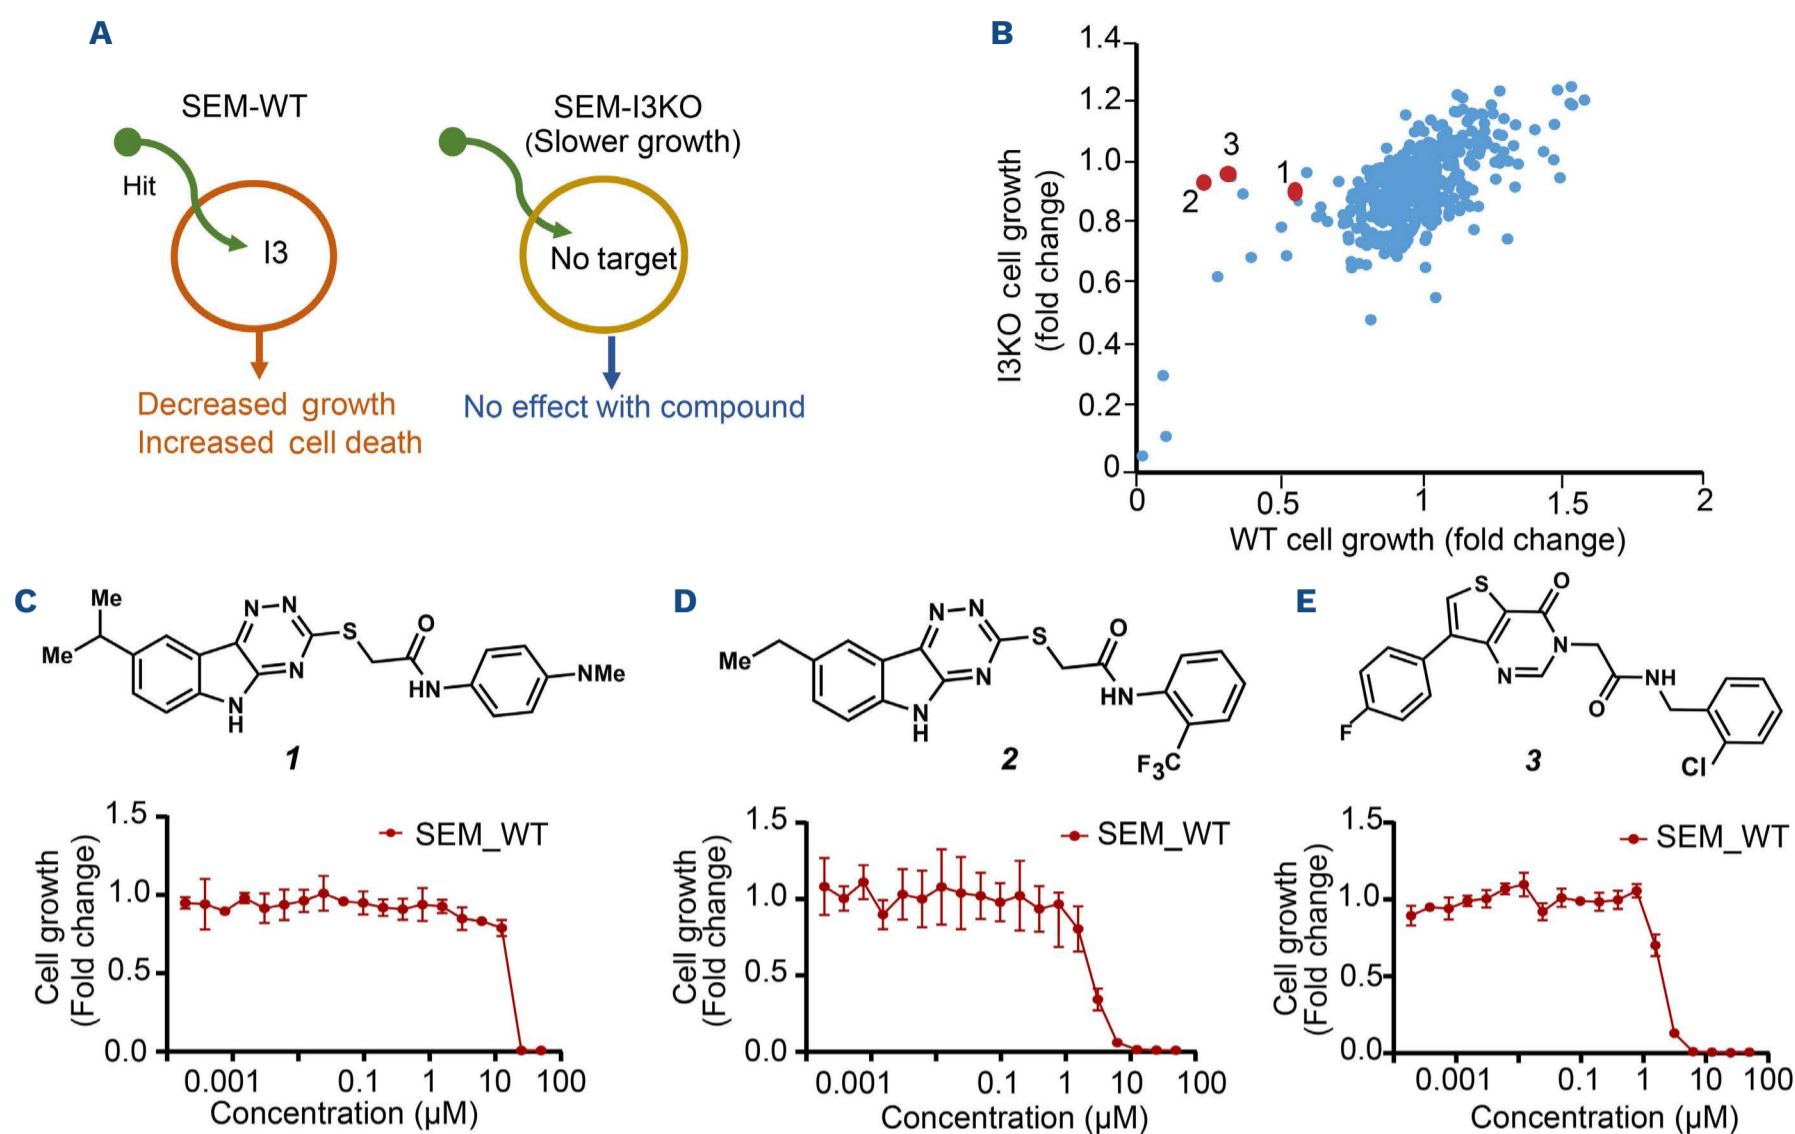 A
SEM-WT
Hit
I3
Decreased growth
Increased cell death
SEM-I3KO
(Slower growth)
No target
No effect with compound
B
I3KO cell growth
(fold change)
1.4
1.2
1.0
0.8
0.6
0.4
0.2
0
3
2
1
0
0.5
1
1.5
2
WT cell growth (fold change)
C
Me
Me
N
N
N
N
H
S
O
HN
NMe
1
Cell growth
(Fold change)
1.5
1.0
0.5
0.0
SEM_WT
0.001
0.1
1
10
100
Concentration (µM)
D
Me
N
N
N
N
H
S
O
HN
F3C
2
Cell growth
(Fold change)
1.5
1.0
0.5
0.0
SEM_WT
0.001
0.1
1
10
100
Concentration (µM)
E
S
O
N
N
NH
O
F
Cl
3
Cell growth
(Fold change)
1.5
1.0
0.5
0.0
SEM_WT
0.001
0.1
1
10
100
Concentration (µM)